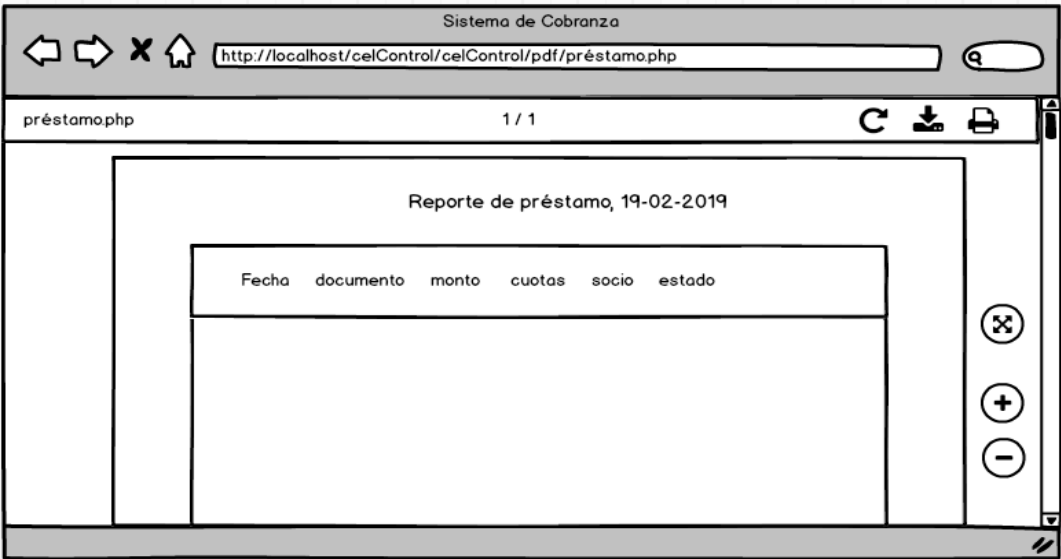 Sistema de Cobranza
http://localhost/celControl/celControl/pdf/préstamo.php
préstamo.php 1 / 1
Reporte de préstamo, 19-02-2019
Fecha documento monto cuotas socio estado